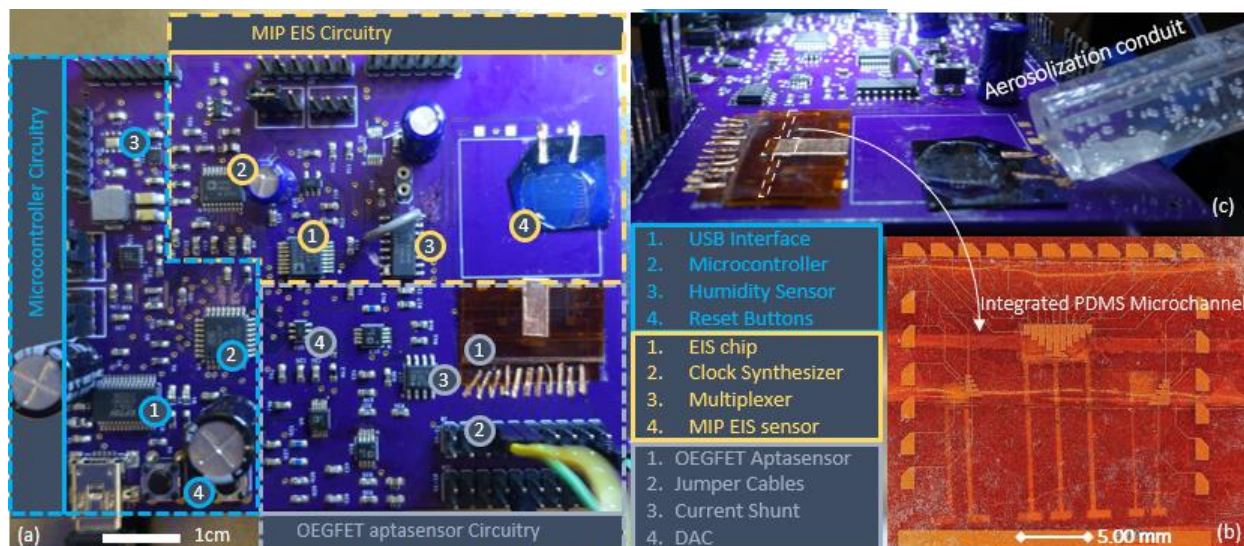 MIP EIS Circuitry
Microcontroller Circuitry
3
2
1
3
4
2
1
4
1
3
2
4
(a)
1cm
OEGFET aptasensor Circuitry
Aerosolization conduit
(c)
1. USB Interface
2. Microcontroller
3. Humidity Sensor
4. Reset Buttons
1. EIS chip
2. Clock Synthesizer
3. Multiplexer
4. MIP EIS sensor
1. OEGFET Aptasensor
2. Jumper Cables
3. Current Shunt
4. DAC
Integrated PDMS Microchannel
5.00 mm
(b)